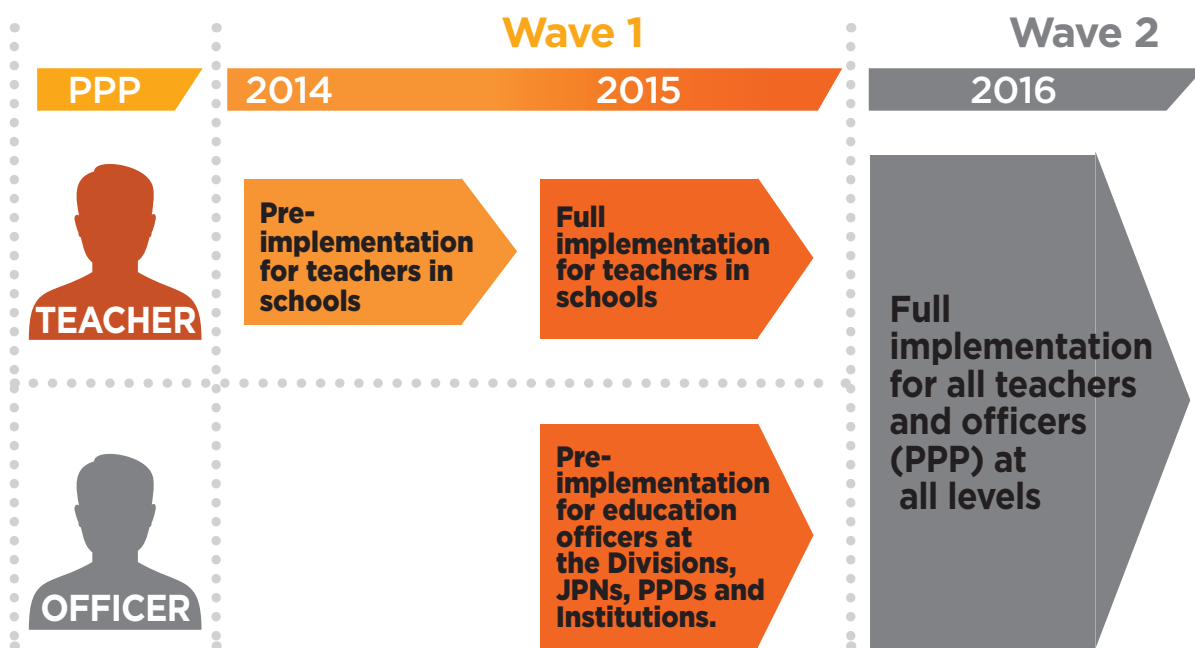 Wave 1
Wave 2
PPP
2014
2015
2016
TEACHER
Pre-
implementation
for teachers in
schools
Full
implementation
for teachers in
schools
Full
implementation
for all teachers
and officers
(PPP) at
all levels
OFFICER
Pre-
implementation
for education
officers at
the Divisions,
JPNs, PPDs and
Institutions.